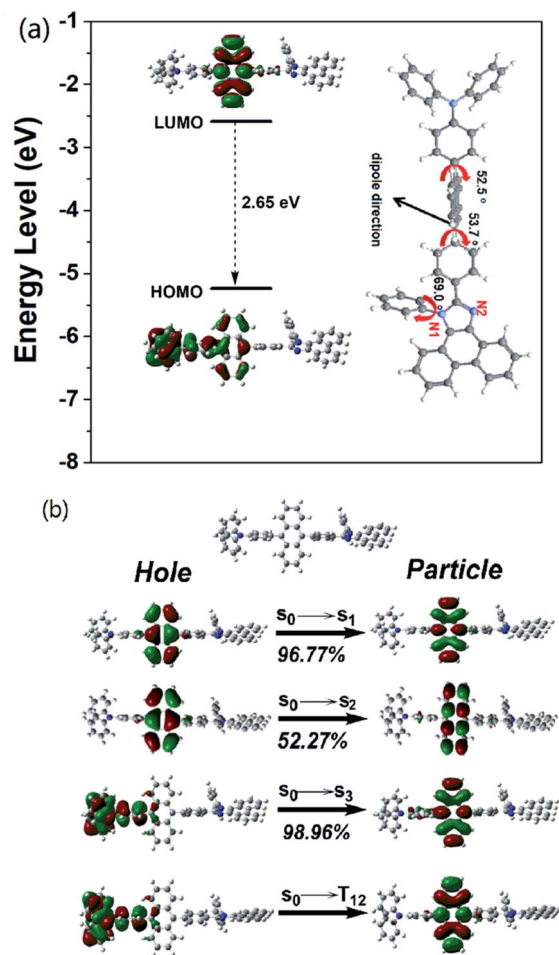 (a)
-1
-2
-3
-4
-5
-6
-7
-8
Energy Level (eV)
LUMO
2.65 eV
HOMO
dipole direction
52.5 °
53.7 °
69.0 °
N1
N2
(b)
Hole
Particle
S₀ → S₁
96.77%
S₀ → S₂
52.27%
S₀ → S₃
98.96%
S₀ → T₁₂